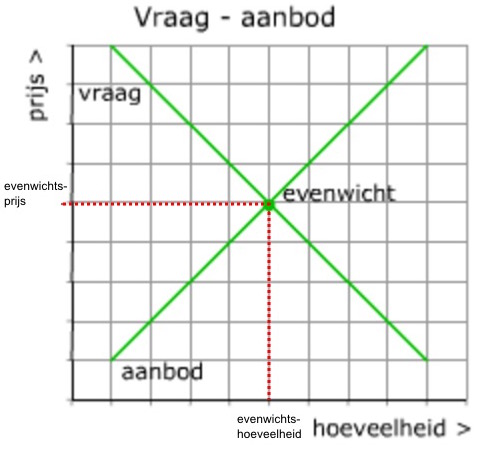 Vraag - aanbod
prijs >
vraag
evenwichts-
prijs
evenwicht
aanbod
evenwichts-
hoeveelheid
hoeveelheid >